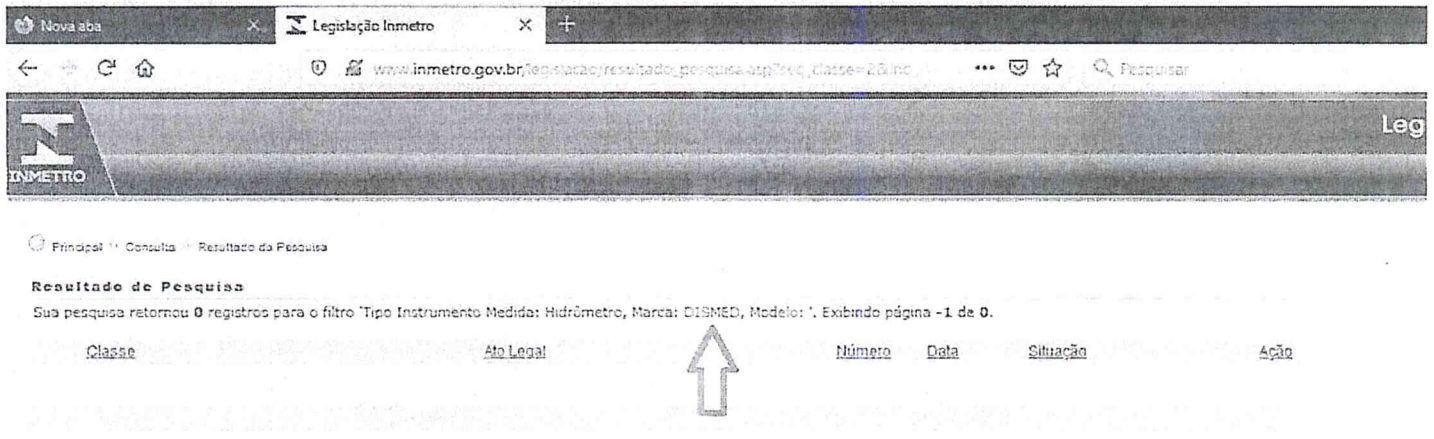 Nova aba
Legislação Inmetro
www.inmetro.gov.br/legislacao/resultado_pesquisa.asp?seq_classe=2&inc
Pesquisar
Leg
INMETRO
Principal Consulta Resultado da Pesquisa
Resultado de Pesquisa
Sua pesquisa retornou 0 registros para o filtro 'Tipo Instrumento Medida: Hidrômetro, Marca: DISMED, Modelo: '. Exibindo página -1 de 0.
Classe Ato Legal Número Data Situação Ação